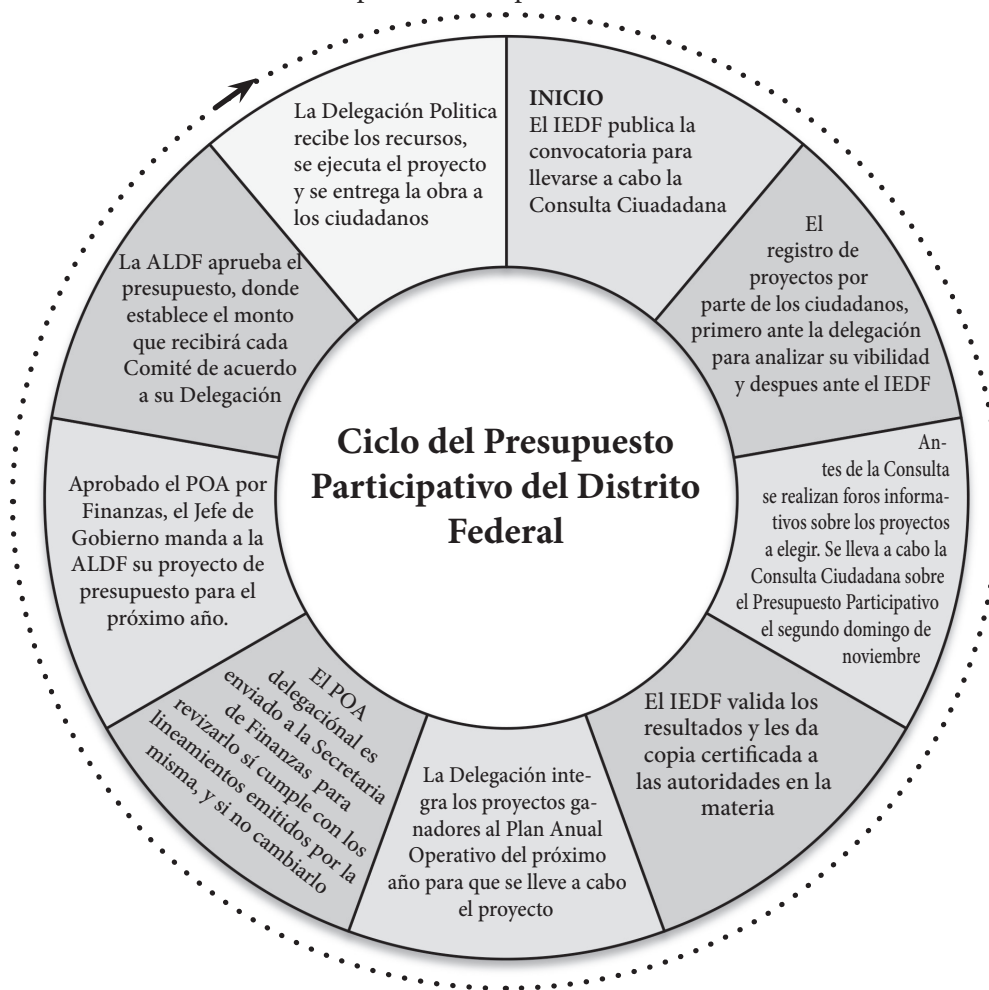 INICIO
El IEDF publica la
convocatoria para
llevarse a cabo la
Consulta Ciuadadana
El
registro de
proyectos por
parte de los ciudadanos,
primero ante la delegación
para analizar su vibilidad
y despues ante el IEDF
An-
tes de la Consulta
se realizan foros informa-
tivos sobre los proyectos
a elegir. Se lleva a cabo la
Consulta Ciudadana sobre
el Presupuesto Participativo
el segundo domingo de
noviembre
El IEDF valida los
resultados y les da
copia certificada a
las autoridades en la
materia
La Delegación inte-
gra los proyectos ga-
nadores al Plan Anual
Operativo del próximo
año para que se lleve a cabo
el proyecto
El POA
delegaciónal es
enviado a la Secretaria
de Finanzas para
revizarlo sí cumple con los
lineamientos emitidos por la
misma, y si no cambiarlo
Aprobado el POA por
Finanzas, el Jefe de
Gobierno manda a la
ALDF su proyecto de
presupuesto para el
próximo año.
La ALDF aprueba el
presupuesto, donde
establece el monto
que recibirá cada
Comité de acuerdo
a su Delegación
La Delegación Politica
recibe los recursos,
se ejecuta el proyecto
y se entrega la obra a
los ciudadanos
Ciclo del Presupuesto
Participativo del Distrito
Federal